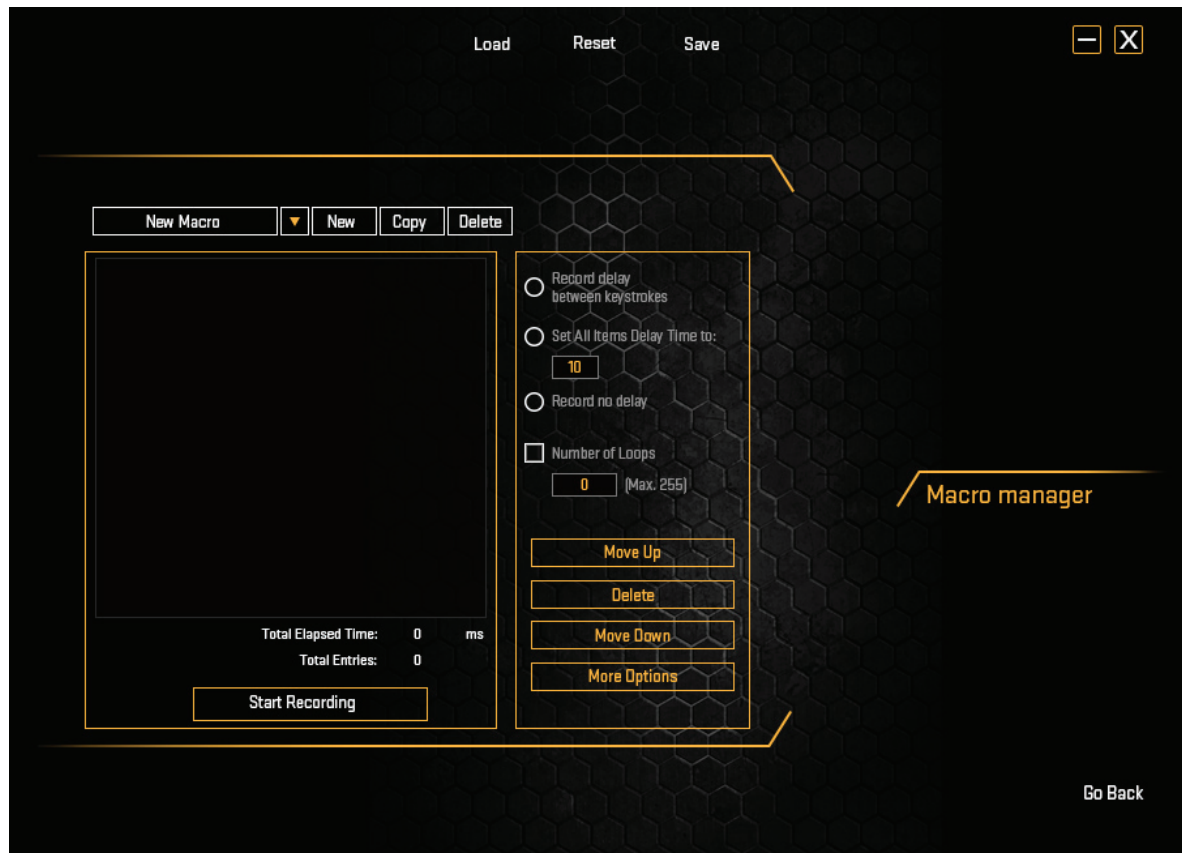 Load Reset Save
X
New Macro New Copy Delete
Record delay
between keystrokes
Set All Items Delay Time to:
10
Record no delay
Number of Loops
0 (Max. 255)
Move Up
Delete
Move Down
More Options
Total Elapsed Time: 0 ms
Total Entries: 0
Start Recording
Macro manager
Go Back